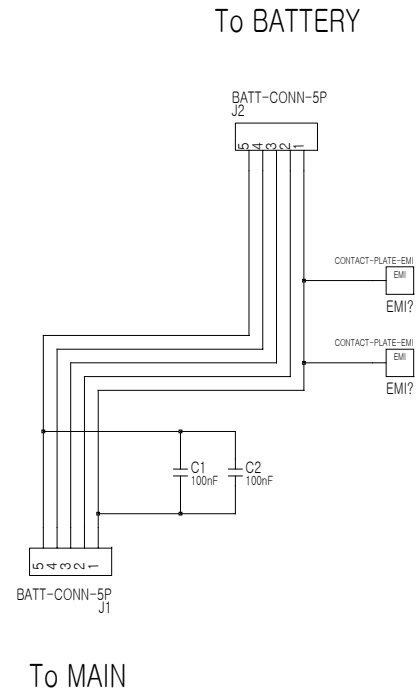 To BATTERY
BATT-CONN-5P
J2
5 4 3 2 1
CONTACT-PLATE-EMI
EMI
EMI?
CONTACT-PLATE-EMI
EMI
EMI?
C1
100nF
C2
100nF
5 4 3 2 1
BATT-CONN-5P
J1
To MAIN